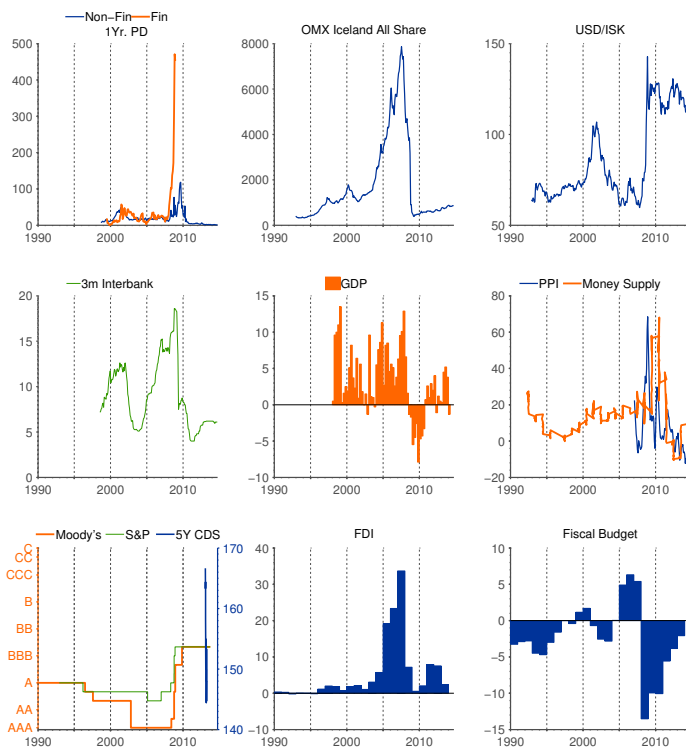 Non−Fin Fin
1Yr. PD
500
400
300
200
100
0
1990 2000 2010
OMX Iceland All Share
8000
6000
4000
2000
0
1990 2000 2010
USD/ISK
150
100
50
1990 2000 2010
3m Interbank
20
15
10
5
0
1990 2000 2010
GDP
15
10
5
0
−5
−10
1990 2000 2010
PPI Money Supply
80
60
40
20
0
−20
1990 2000 2010
Moody's S&P 5Y CDS
C
CC
CCC
B
BB
BBB
A
AA
AAA
170
160
150
140
1990 2000 2010
FDI
40
30
20
10
0
−10
1990 2000 2010
Fiscal Budget
10
5
0
−5
−10
−15
1990 2000 2010